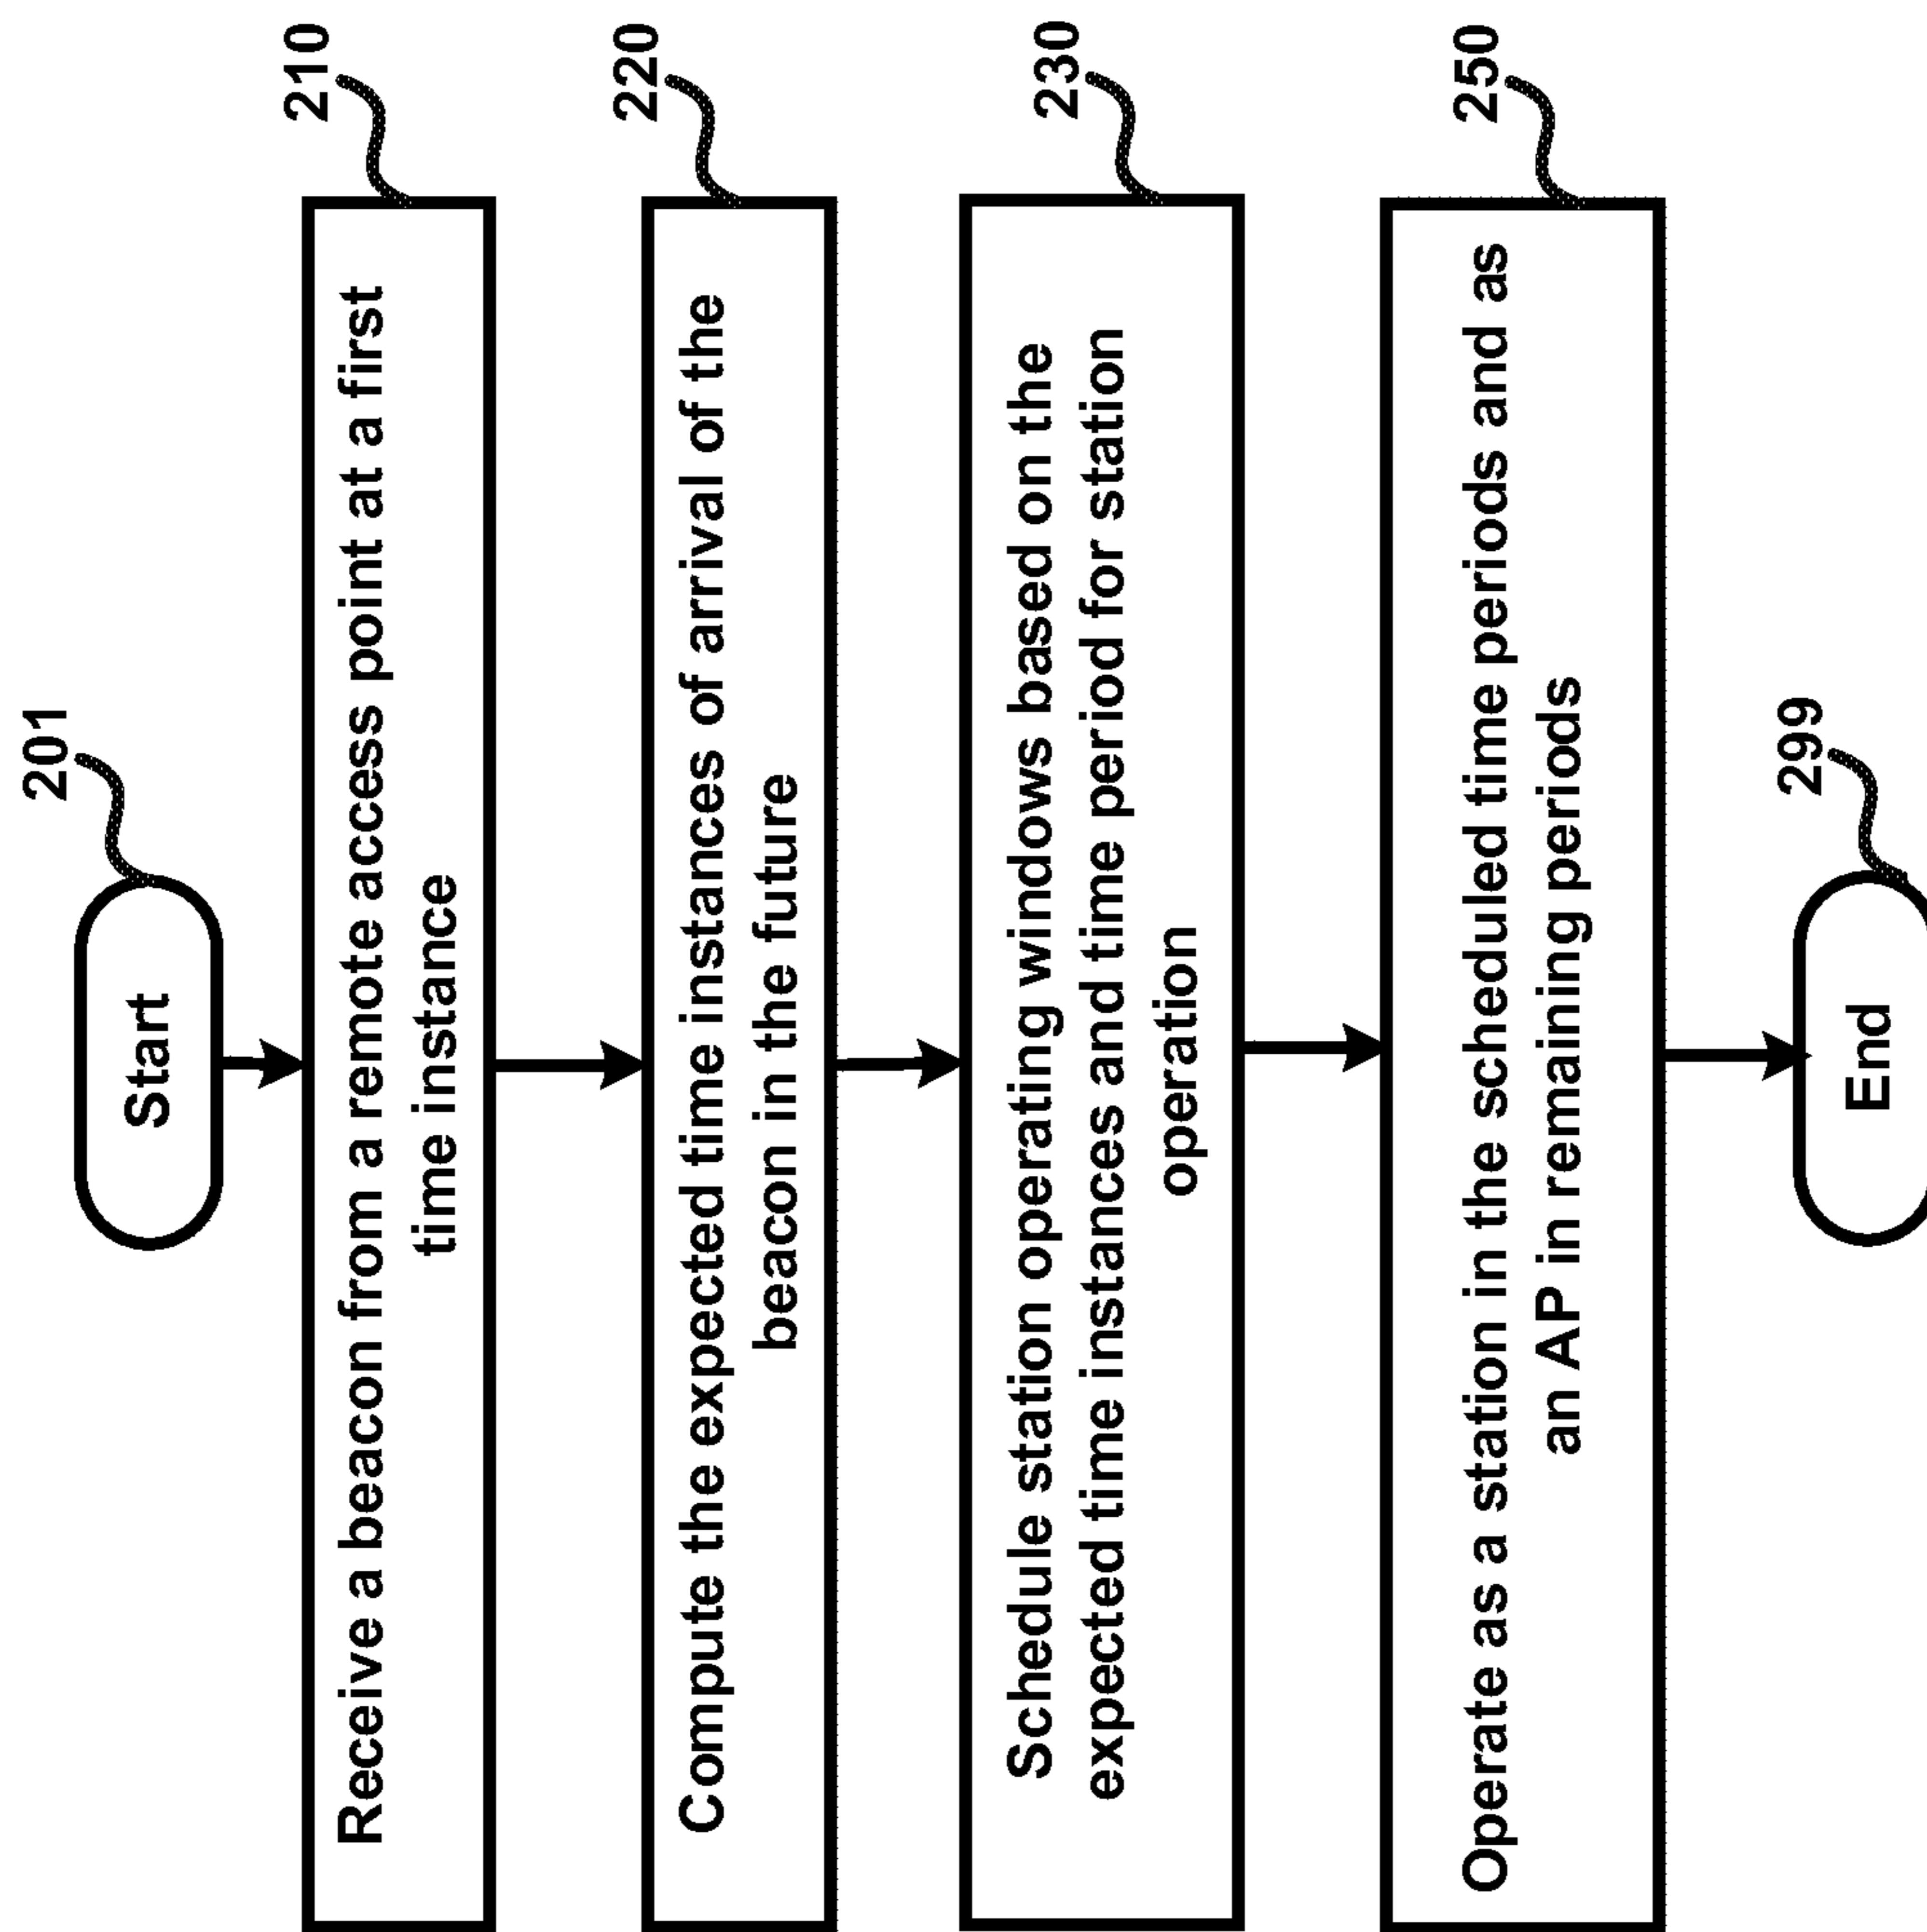 201
Start
210
Receive a beacon from a remote access point at a first
time instance
220
Compute the expected time instances of arrival of the
beacon in the future
230
Schedule station operating windows based on the
expected time instances and time period for station
operation
250
Operate as a station in the scheduled time periods and as
an AP in remaining periods
299
End